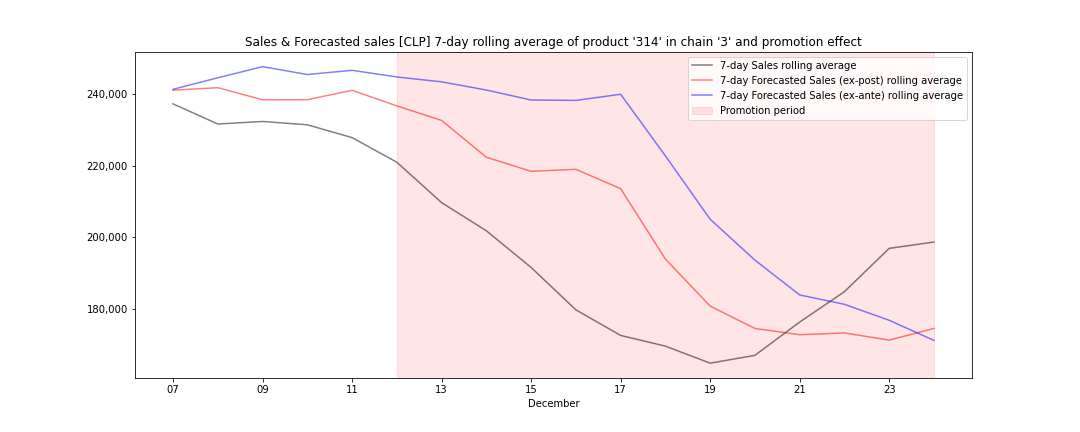 Sales & Forecasted sales [CLP] 7-day rolling average of product '314' in chain '3' and promotion effect
7-day Sales rolling average
7-day Forecasted Sales (ex-post) rolling average
7-day Forecasted Sales (ex-ante) rolling average
Promotion period
240,000
220,000
200,000
180,000
07 09 11 13 15 17 19 21 23
December